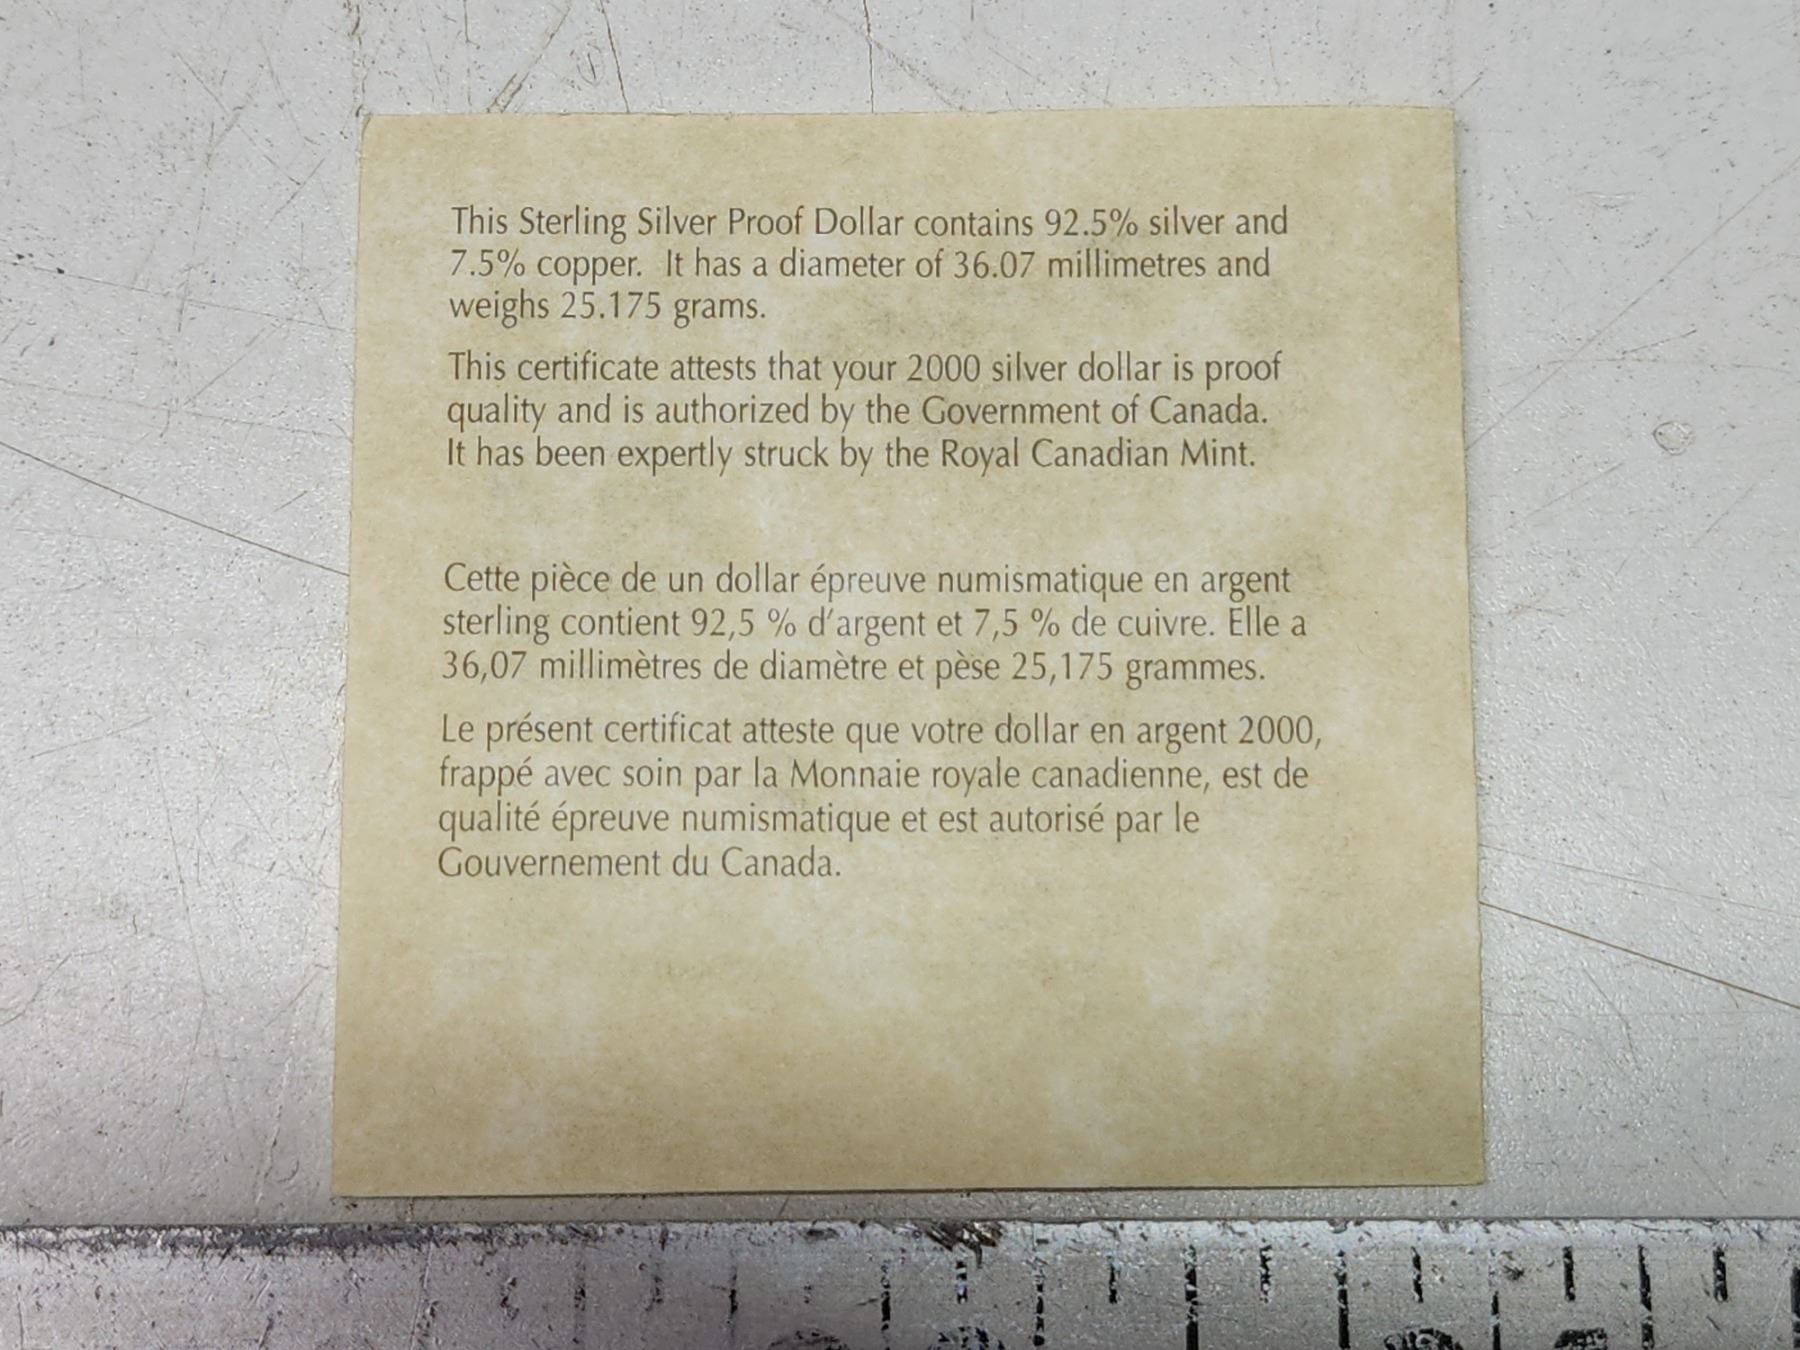 This Sterling Silver Proof Dollar contains 92.5% silver and
7.5% copper.  It has a diameter of 36.07 millimetres and
weighs 25.175 grams.
This certificate attests that your 2000 silver dollar is proof
quality and is authorized by the Government of Canada.
It has been expertly struck by the Royal Canadian Mint.
Cette pièce de un dollar épreuve numismatique en argent
sterling contient 92,5 % d'argent et 7,5 % de cuivre. Elle a
36,07 millimètres de diamètre et pèse 25,175 grammes.
Le présent certificat atteste que votre dollar en argent 2000,
frappé avec soin par la Monnaie royale canadienne, est de
qualité épreuve numismatique et est autorisé par le
Gouvernement du Canada.